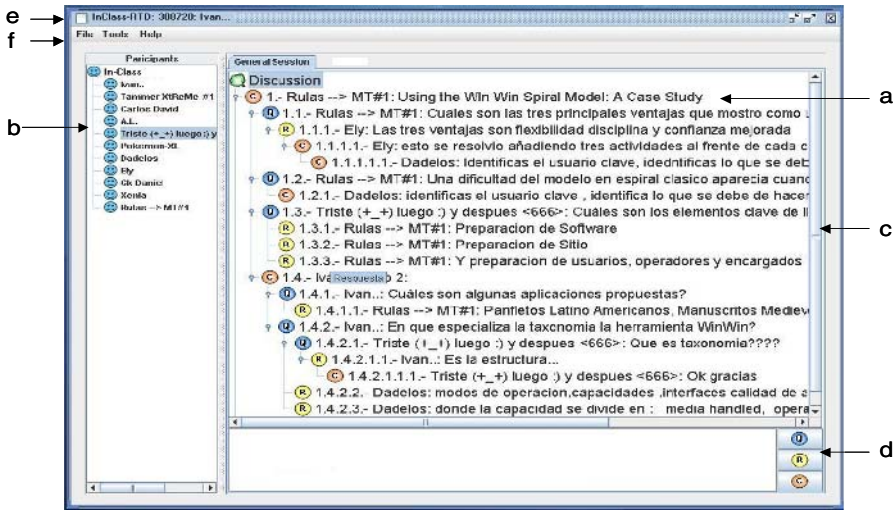 e
InClass-RTD: 300720: Ivan...
f
File Tools Help
Paricipants
General Session
In-Class
Ivan..
Tammer XtReMe #1
Carlos David
A.L.
Triste (+_+) luego :) y
Pokemon-XL
Dadelos
Ely
Gk Daniel
Xenia
Rulas --> MT#1
b
Discussion
C 1.- Rulas --> MT#1: Using the Win Win Spiral Model: A Case Study
a
Q 1.1.- Rulas --> MT#1: Cuales son las tres principales ventajas que mostro como
R 1.1.1.- Ely: Las tres ventajas son flexibilidad disciplina y confianza mejorada
C 1.1.1.1.- Ely: esto se resolvio añadiendo tres actividades al frente de cada c
C 1.1.1.1.1.- Dadelos: Identificas el usuario clave, idedntificas lo que se deb
Q 1.2.- Rulas --> MT#1: Una dificultad del modelo en espiral clasico aparecia cuand
C 1.2.1.- Dadelos: identificas el usuario clave , identifica lo que se debe de hacer
Q 1.3.- Triste (+_+) luego :) y despues <666>: Cuáles son los elementos clave de
R 1.3.1.- Rulas --> MT#1: Preparacion de Software
c
R 1.3.2.- Rulas --> MT#1: Preparacion de Sitio
R 1.3.3.- Rulas --> MT#1: Y preparacion de usuarios, operadores y encargados
C 1.4.- Iva Respuesta o 2:
Q 1.4.1.- Ivan..: Cuáles son algunas aplicaciones propuestas?
R 1.4.1.1.- Rulas --> MT#1: Panfletos Latino Americanos, Manuscritos Mediev
Q 1.4.2.- Ivan..: En que especializa la taxonomia la herramienta WinWin?
Q 1.4.2.1.- Triste (+_+) luego :) y despues <666>: Que es taxonomia????
R 1.4.2.1.1.- Ivan..: Es la estructura...
C 1.4.2.1.1.1.- Triste (+_+) luego :) y despues <666>: Ok gracias
R 1.4.2.2.- Dadelos: modos de operacion,capacidades ,interfaces calidad de a
R 1.4.2.3.- Dadelos: donde la capacidad se divide en : media handled, opera
Q
R
C
d